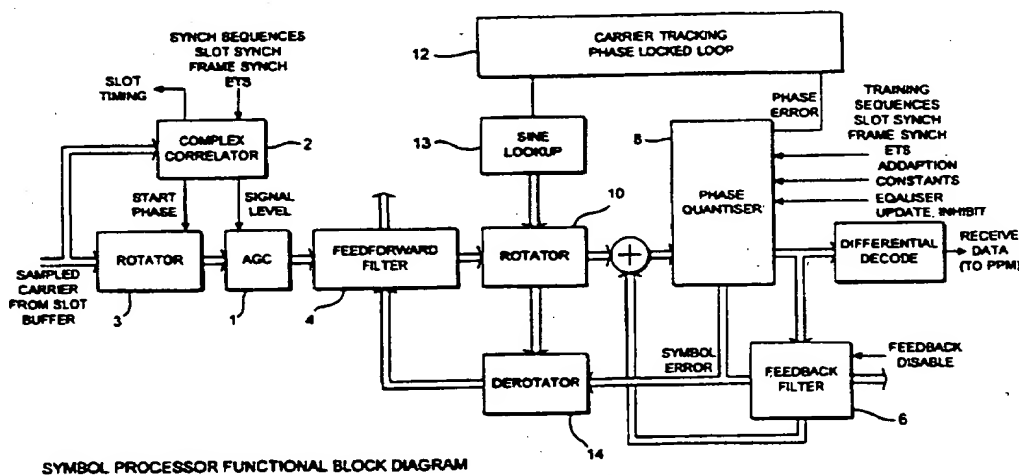 SYNCH SEQUENCES
SLOT SYNCH
FRAME SYNCH
ETS
SLOT
TIMING
COMPLEX
CORRELATOR
2
START
PHASE
SIGNAL
LEVEL
ROTATOR
3
AGC
1
SAMPLED
CARRIER
FROM SLOT
BUFFER
FEEDFORWARD
FILTER
4
12
CARRIER TRACKING
PHASE LOCKED LOOP
13
SINE
LOOKUP
10
ROTATOR
PHASE
ERROR
8
PHASE
QUANTISER
TRAINING
SEQUENCES
SLOT SYNCH
FRAME SYNCH
ETS
ADDAPTION
CONSTANTS
EQALISER
UPDATE, INHIBIT
DIFFERENTIAL
DECODE
RECEIVE
DATA
(TO PPM)
DEROTATOR
14
SYMBOL
ERROR
FEEDBACK
FILTER
6
FEEDBACK
DISABLE
SYMBOL PROCESSOR FUNCTIONAL BLOCK DIAGRAM